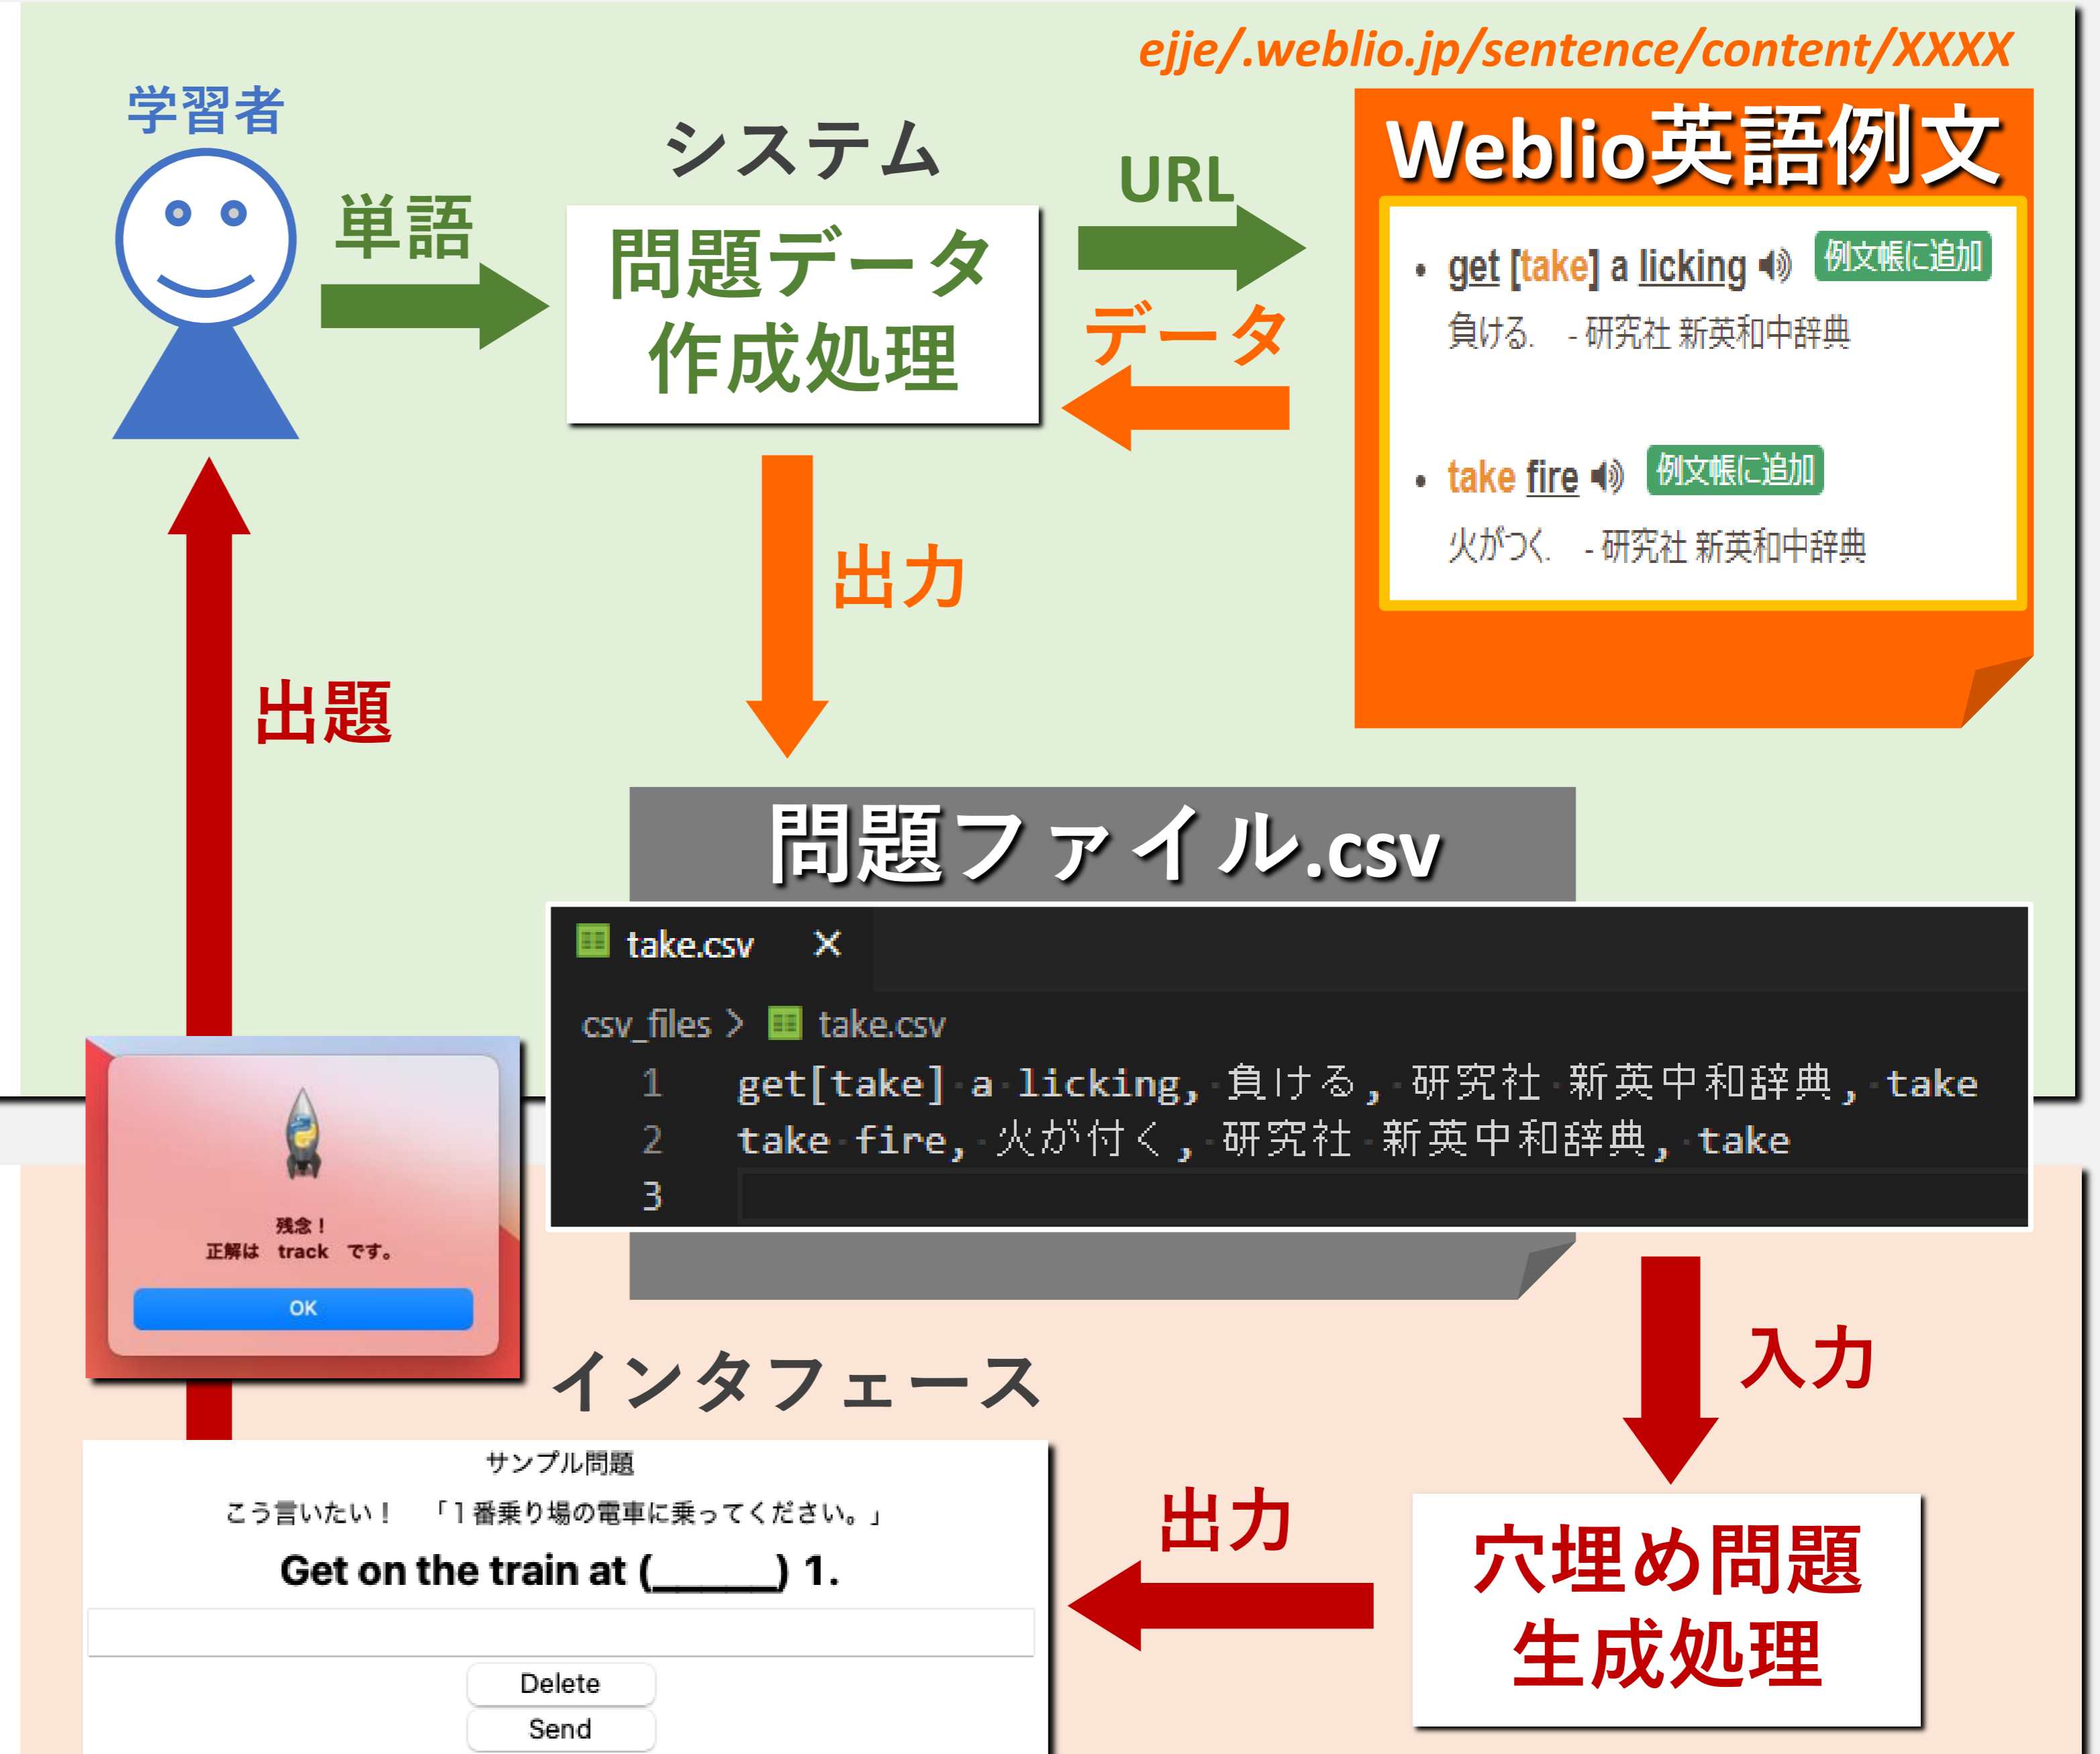 ejje/.weblio.jp/sentence/content/XXXX
学習者
システム
単語
問題データ
作成処理
URL
データ
Weblio英語例文
get [take] a licking 例文帳に追加
負ける. - 研究社 新英和中辞典
take fire 例文帳に追加
火がつく. - 研究社 新英和中辞典
出力
出題
問題ファイル.csv
take.csv ×
csv_files > take.csv
1 get[take] a licking, 負ける, 研究社 新英中和辞典, take
2 take fire, 火が付く, 研究社 新英中和辞典, take
3
残念！
正解は track です。
OK
入力
インタフェース
サンプル問題
こう言いたい！ 「1番乗り場の電車に乗ってください。」
Get on the train at (______) 1.
Delete
Send
出力
穴埋め問題
生成処理